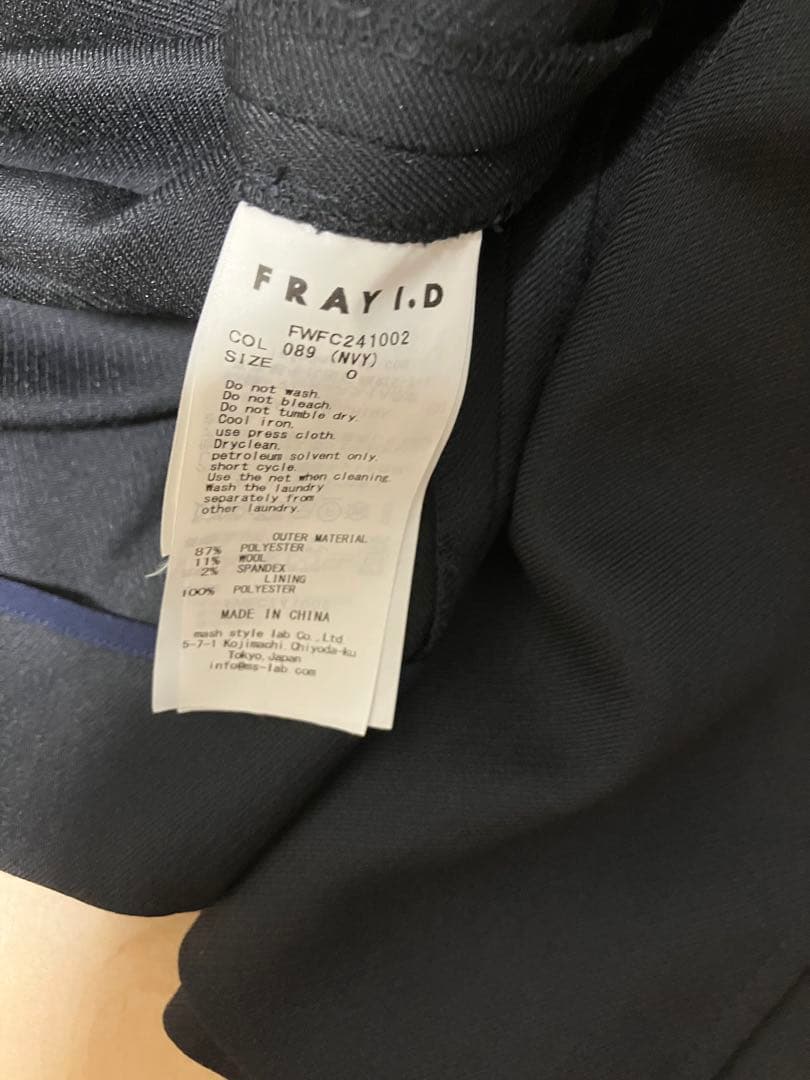 FRAY I.D
FWFC241002
COL 089 (NVY)
SIZE 0
Do not wash.
Do not bleach.
Do not tumble dry.
Cool iron.
use press cloth.
Dryclean.
petroleum solvent only.
short cycle.
Use the net when cleaning.
Wash the laundry
separately from
other laundry.
OUTER MATERIAL
87% POLYESTER
11% WOOL
2% SPANDEX
LINING
100% POLYESTER
MADE IN CHINA
mash style lab Co.,Ltd.
5-7-1 Kojimachi Chiyoda-ku
Tokyo, Japan
info@ms-lab.com